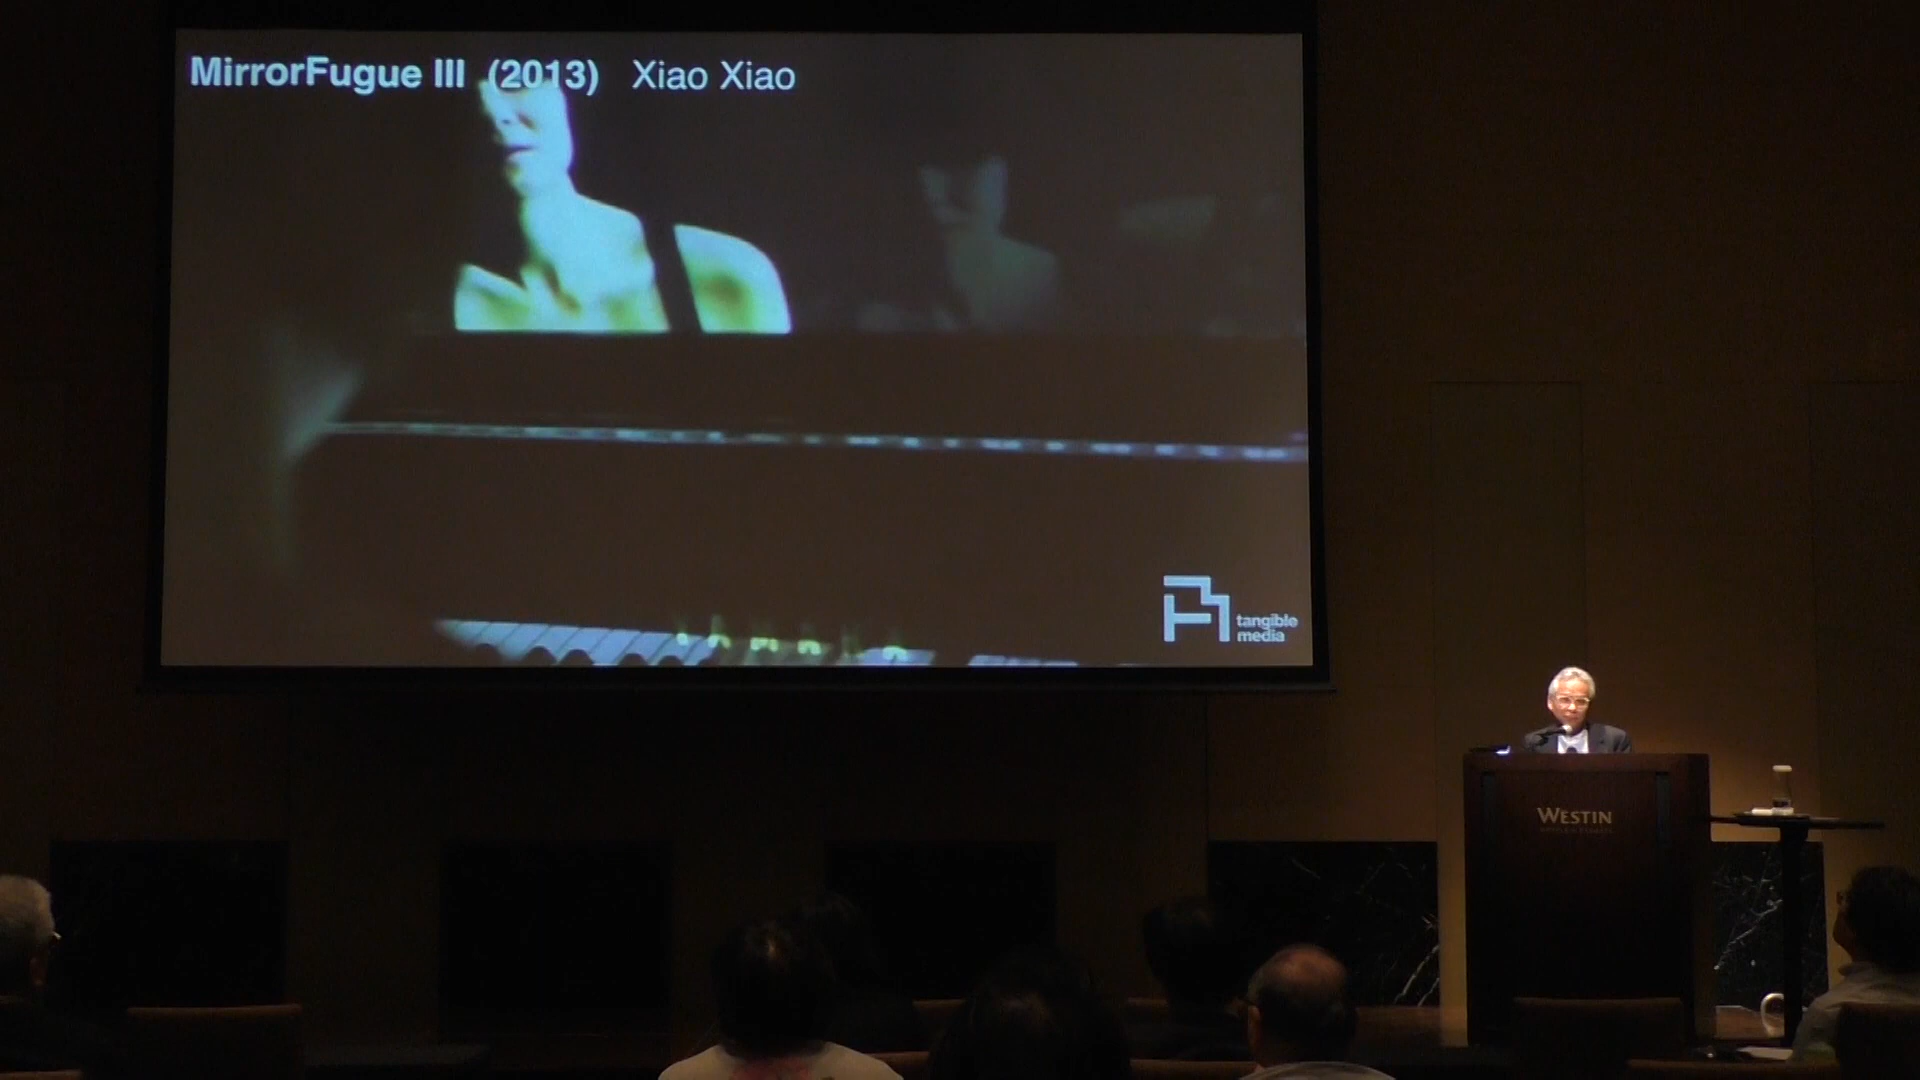 MirrorFugue III (2013) Xiao Xiao
tangible
media
WESTIN